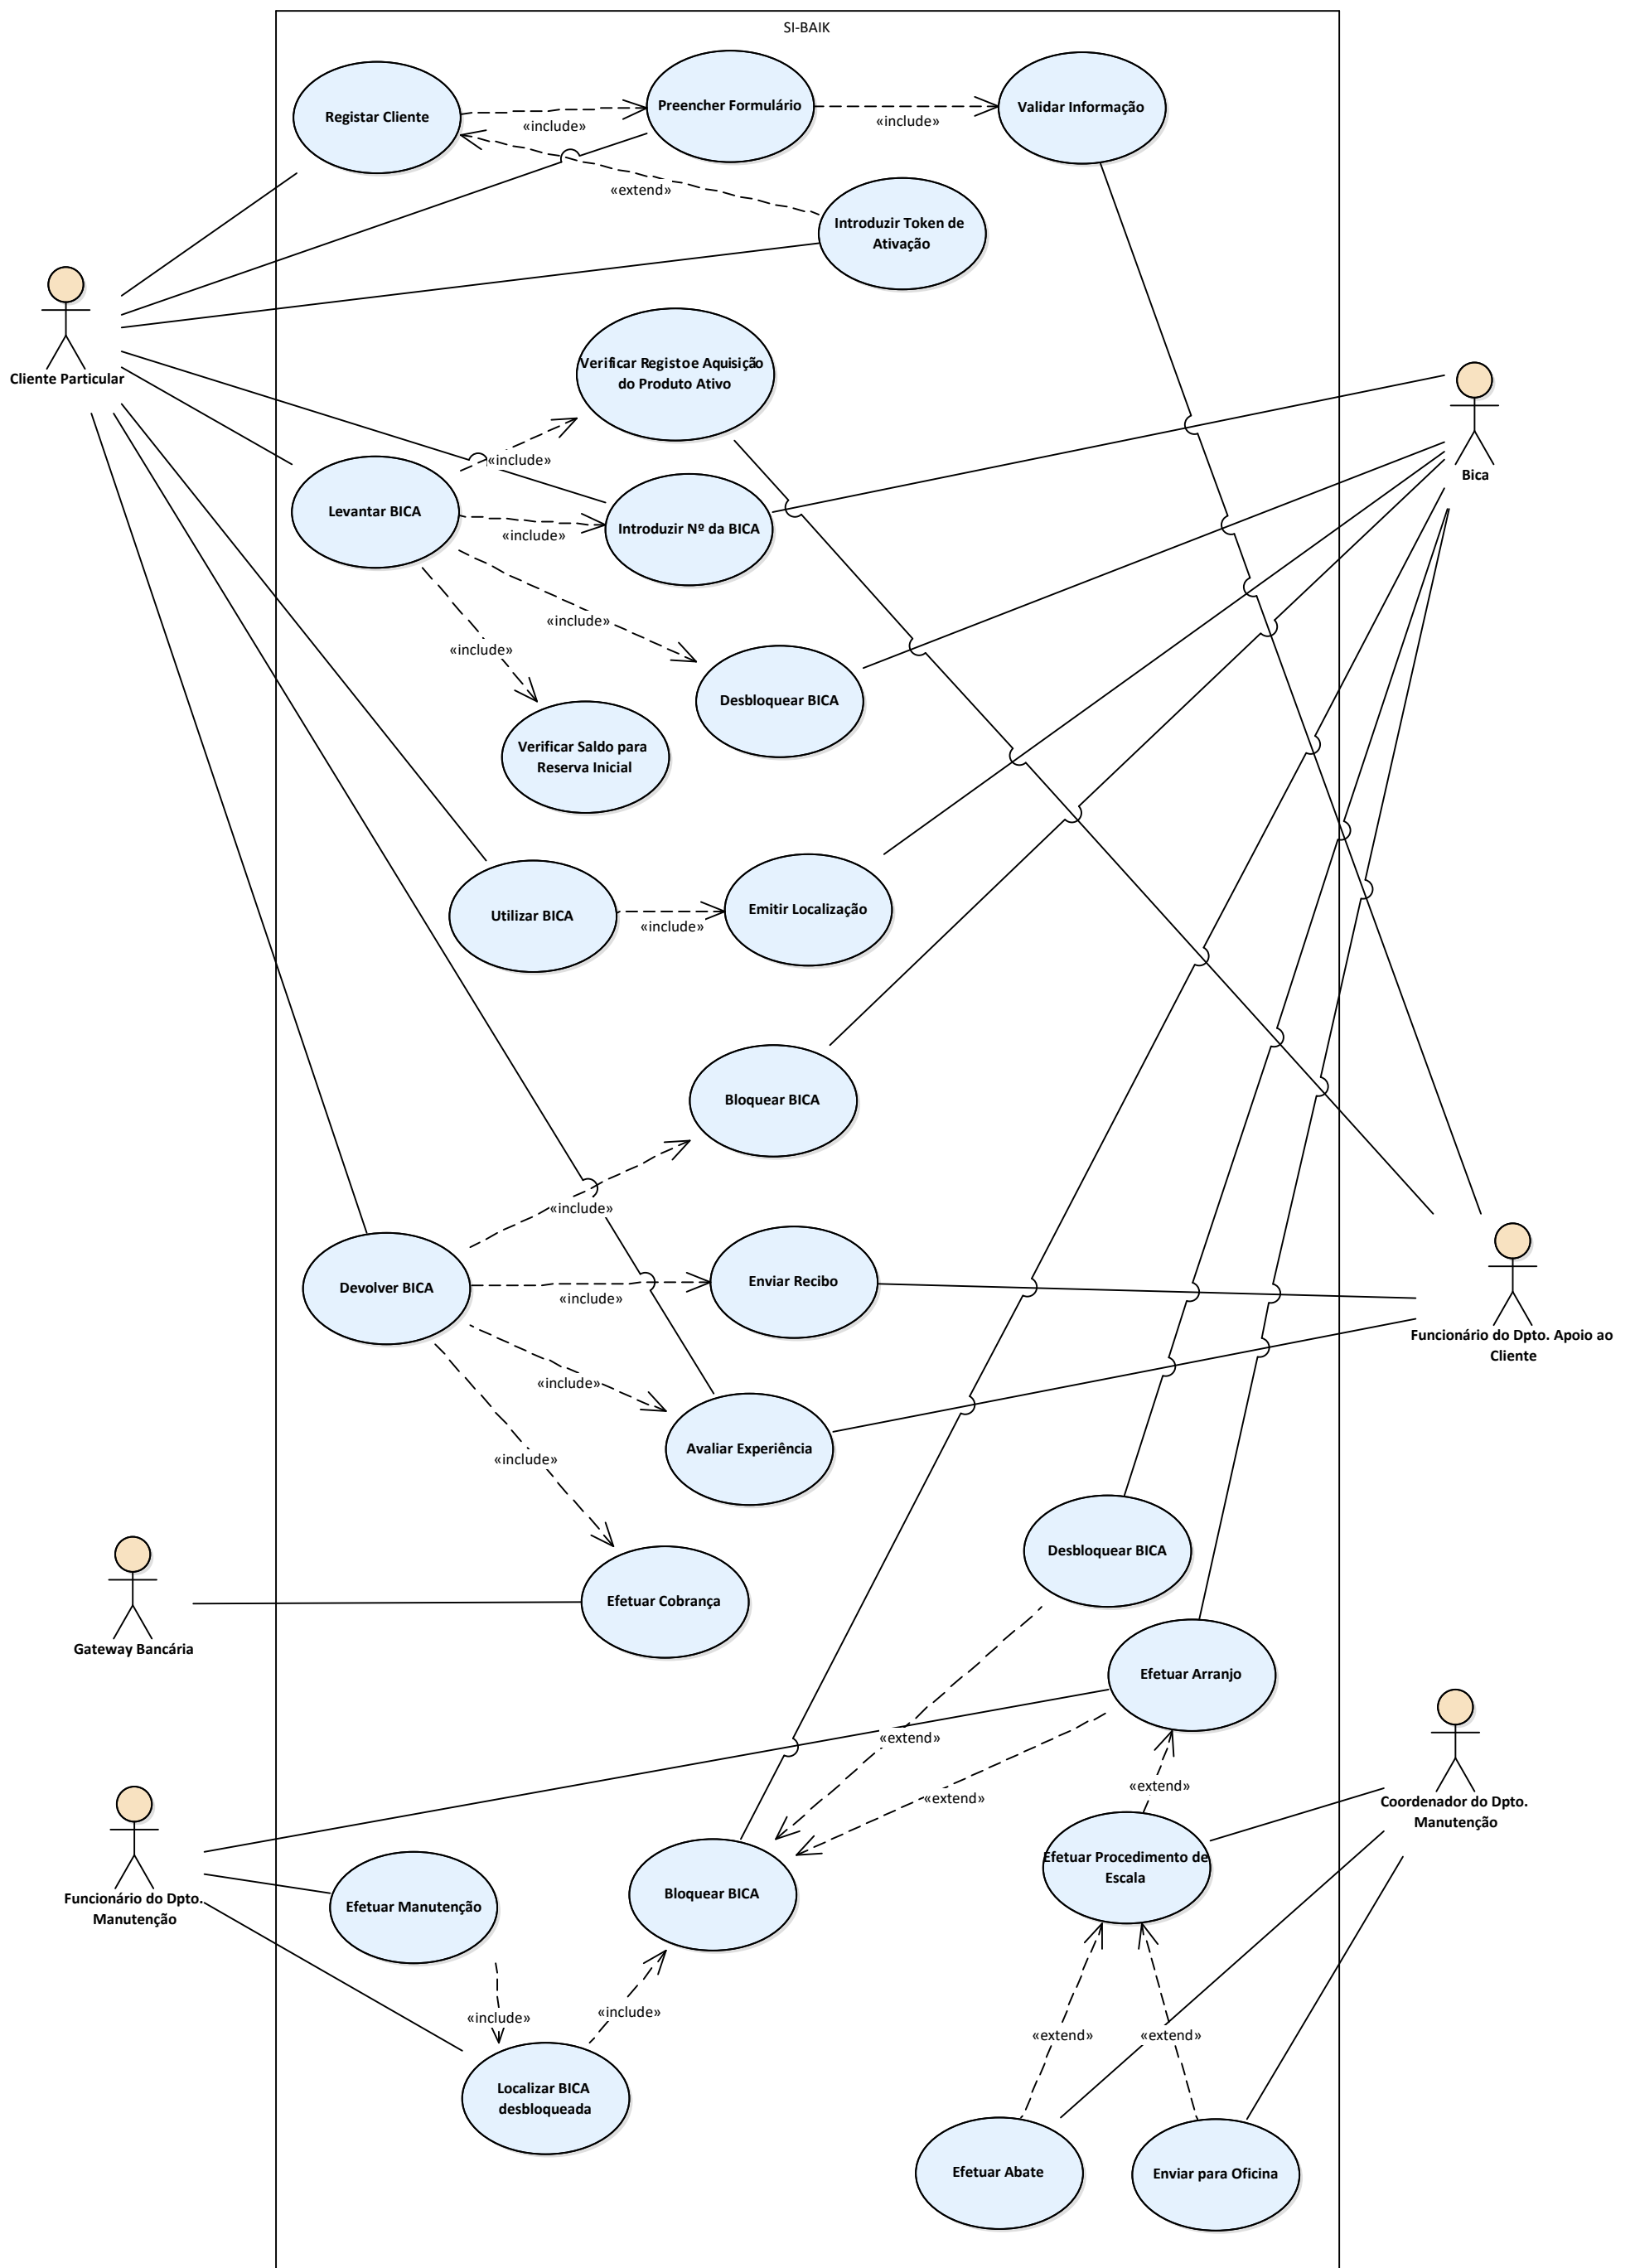 SI-BAIK
Registar Cliente
Preencher Formulário
Validar Informação
«include»
«include»
«extend»
Introduzir Token de
Ativação
Cliente Particular
Verificar Registo e Aquisição
do Produto Ativo
Bica
«include»
Levantar BICA
Introduzir Nº da BICA
«include»
«include»
«include»
Desbloquear BICA
Verificar Saldo para
Reserva Inicial
Utilizar BICA
Emitir Localização
«include»
Bloquear BICA
«include»
Devolver BICA
Enviar Recibo
«include»
Funcionário do Dpto. Apoio ao
Cliente
«include»
Avaliar Experiência
«include»
Desbloquear BICA
Efetuar Cobrança
Gateway Bancária
Efetuar Arranjo
«extend»
«extend»
«extend»
Coordenador do Dpto.
Manutenção
Efetuar Procedimento de
Escala
Bloquear BICA
Funcionário do Dpto.
Manutenção
Efetuar Manutenção
«include»
«include»
«extend»
«extend»
Localizar BICA
desbloqueada
Efetuar Abate
Enviar para Oficina